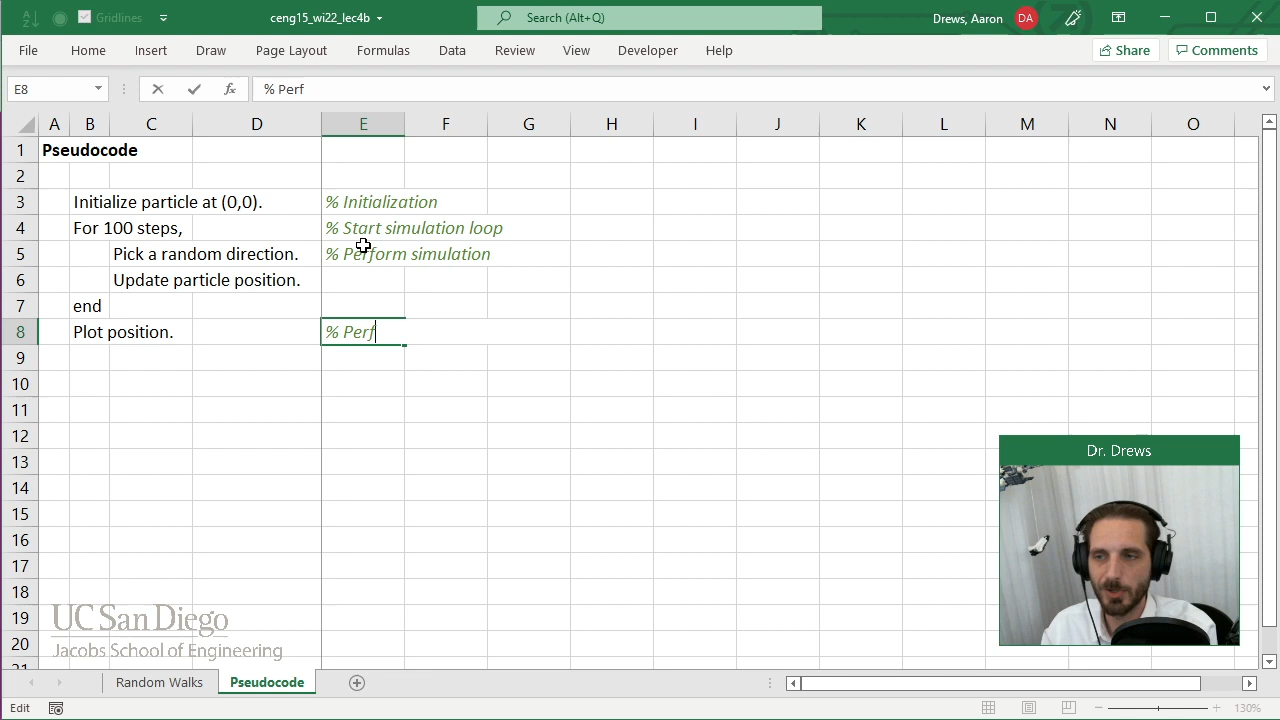 Gridlines
ceng15_wi22_lec4b
Search (Alt+Q)
Drews, Aaron
DA
File Home Insert Draw Page Layout Formulas Data Review View Developer Help
Share
Comments
E8
fx
% Perf
A B C D E F G H I J K L M N O
1 Pseudocode
2
3 Initialize particle at (0,0). % Initialization
4 For 100 steps, % Start simulation loop
5 Pick a random direction. % Perform simulation
6 Update particle position.
7 end
8 Plot position. % Perf
9
10
11
12
13
14
15
16
17
18
19
20
21
Dr. Drews
UC San Diego
Jacobs School of Engineering
Random Walks
Pseudocode
Edit
130%